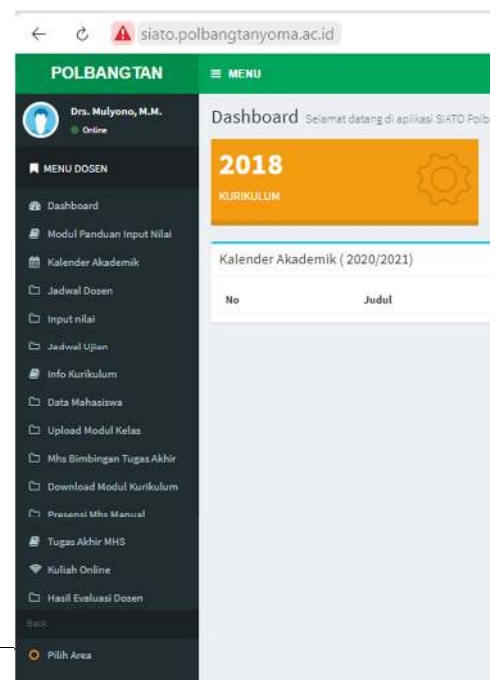 siato.polbangtanyoma.ac.id
POLBANGTAN
MENU
Drs. Mulyono, M.M.
Online
Dashboard Selamat datang di aplikasi SiATO Polb
MENU DOSEN
2018
KURIKULUM
Dashboard
Modul Panduan Input Nilai
Kalender Akademik
Jadwal Dosen
Input nilai
Jadwal Ujian
Info Kurikulum
Data Mahasiswa
Upload Modul Kelas
Mhs Bimbingan Tugas Akhir
Download Modul Kurikulum
Presensi Mhs Manual
Tugas Akhir MHS
Kuliah Online
Hasil Evaluasi Dosen
Back
Pilih Area
Kalender Akademik ( 2020/2021)
No Judul